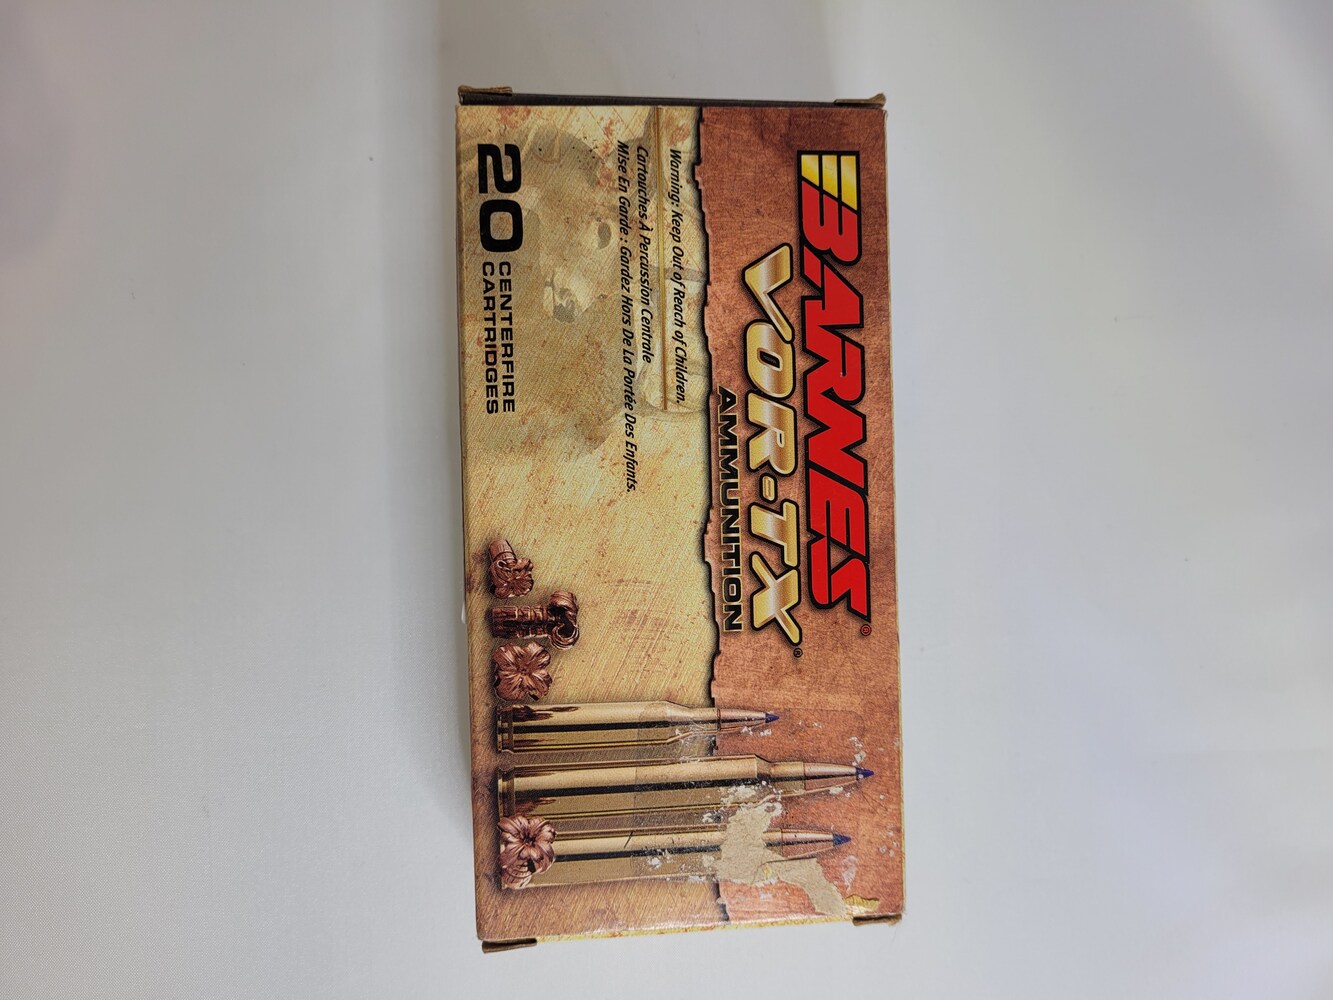 BARNES®
VOR-TX®
AMMUNITION
Warning: Keep Out of Reach of Children.
Cartouches À Percussion Centrale
Mise En Garde : Gardez Hors De La Portée Des Enfants.
20 CENTERFIRE
CARTRIDGES